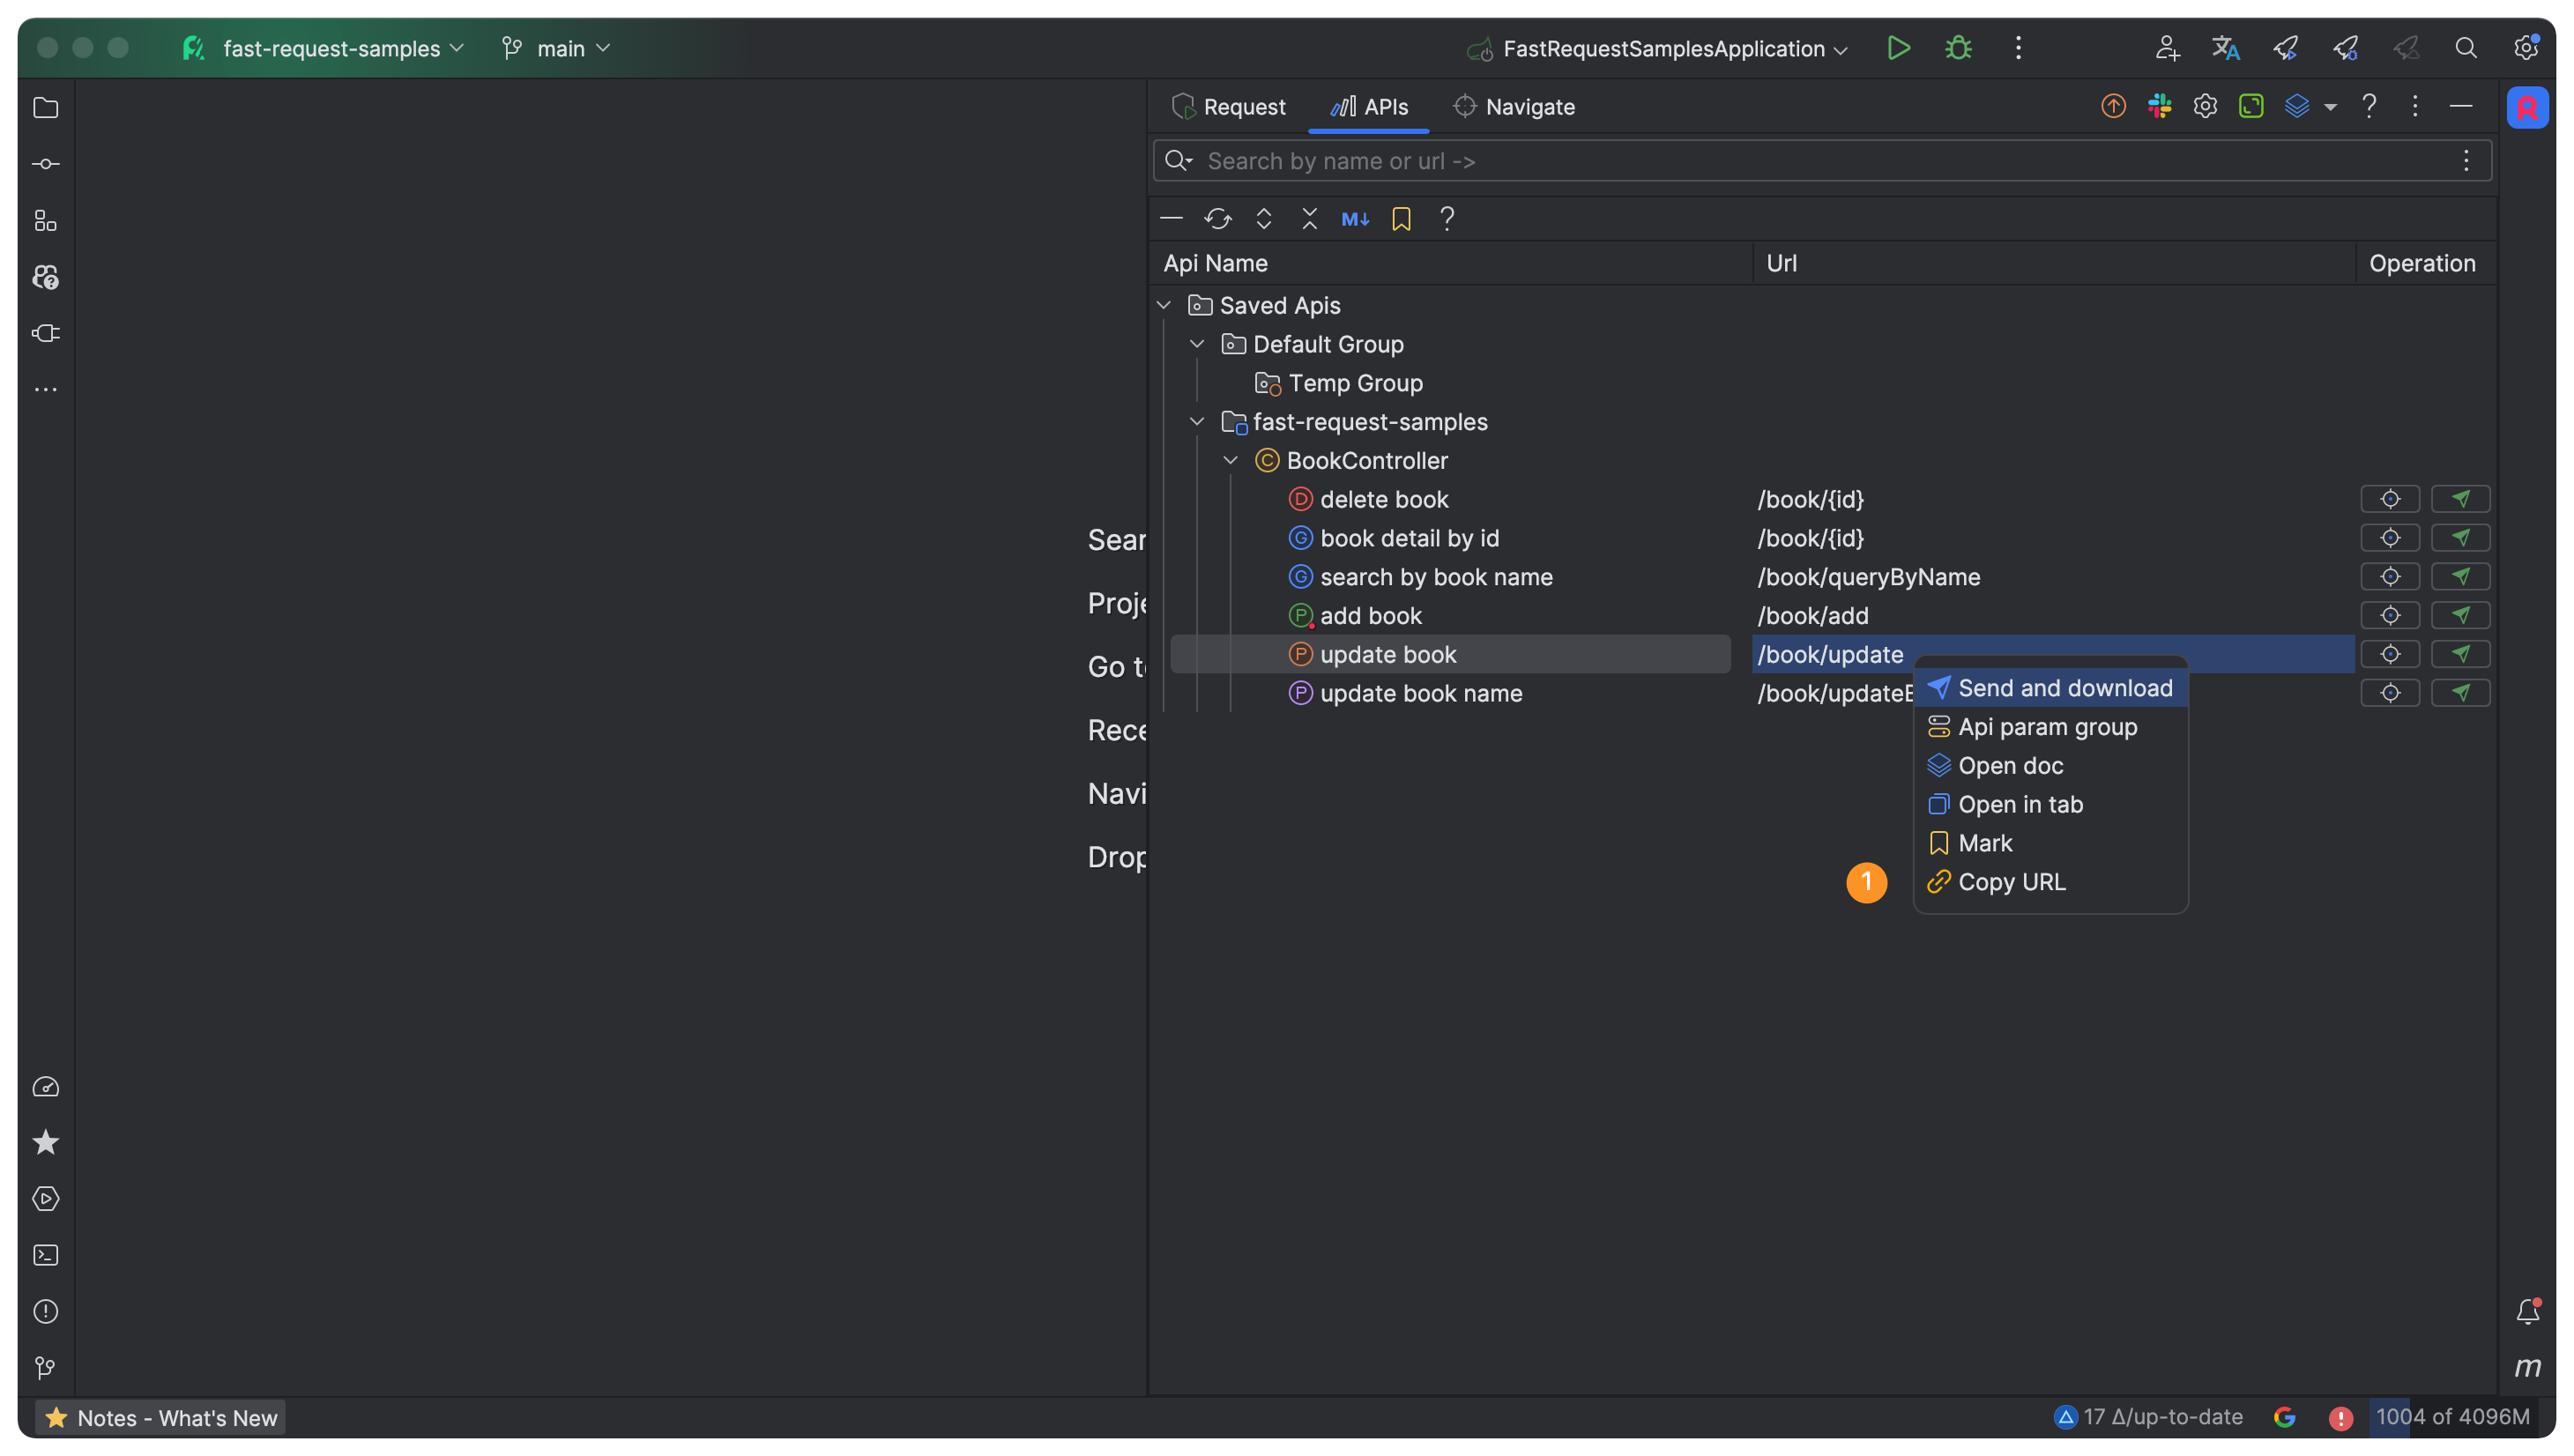 fast-request-samples
main
FastRequestSamplesApplication
Request
APIs
Navigate
Search by name or url ->
M↓
Api Name
Url
Operation
Saved Apis
Default Group
Temp Group
fast-request-samples
C BookController
D delete book /book/{id}
G book detail by id /book/{id}
G search by book name /book/queryByName
P add book /book/add
P update book /book/update
P update book name /book/updateB
Send and download
Api param group
Open doc
Open in tab
Mark
1 Copy URL
Sear
Proje
Go t
Rece
Navi
Drop
R
m
Notes - What's New
17 Δ/up-to-date
1004 of 4096M